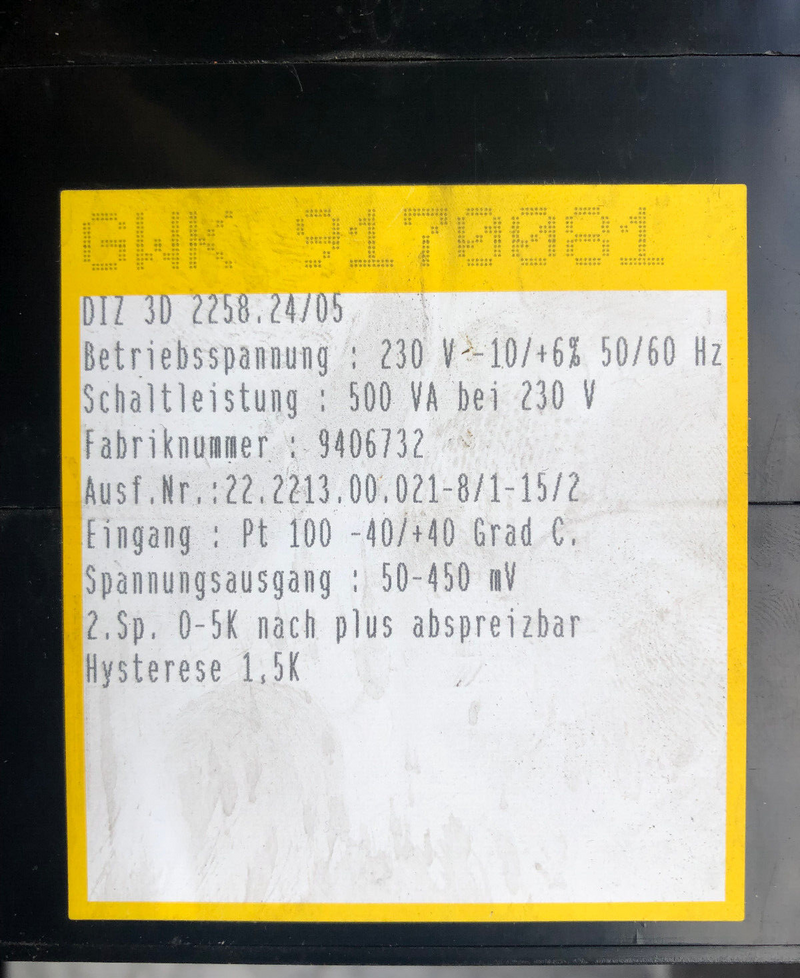 GWK 9170081
DIZ 3D 2258.24/05
Betriebsspannung : 230 V -10/+6% 50/60 Hz
Schaltleistung : 500 VA bei 230 V
Fabriknummer : 9406732
Ausf.Nr.:22.2213.00.021-8/1-15/2
Eingang : Pt 100 -40/+40 Grad C.
Spannungsausgang : 50-450 mV
2.Sp. 0-5K nach plus abspreizbar
Hysterese 1,5K